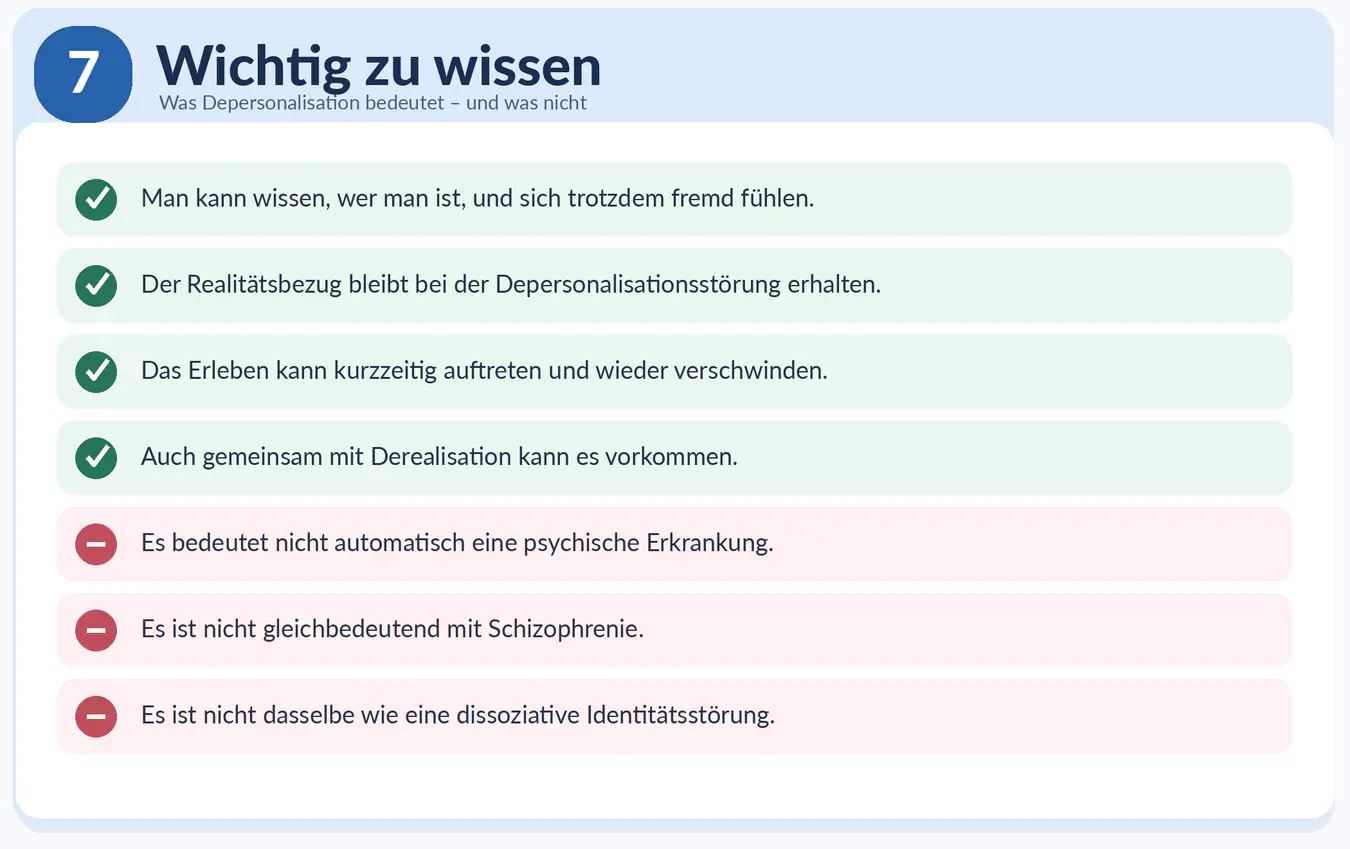 7
Wichtig zu wissen
Was Depersonalisation bedeutet – und was nicht
Man kann wissen, wer man ist, und sich trotzdem fremd fühlen.
Der Realitätsbezug bleibt bei der Depersonalisationsstörung erhalten.
Das Erleben kann kurzzeitig auftreten und wieder verschwinden.
Auch gemeinsam mit Derealisation kann es vorkommen.
Es bedeutet nicht automatisch eine psychische Erkrankung.
Es ist nicht gleichbedeutend mit Schizophrenie.
Es ist nicht dasselbe wie eine dissoziative Identitätsstörung.